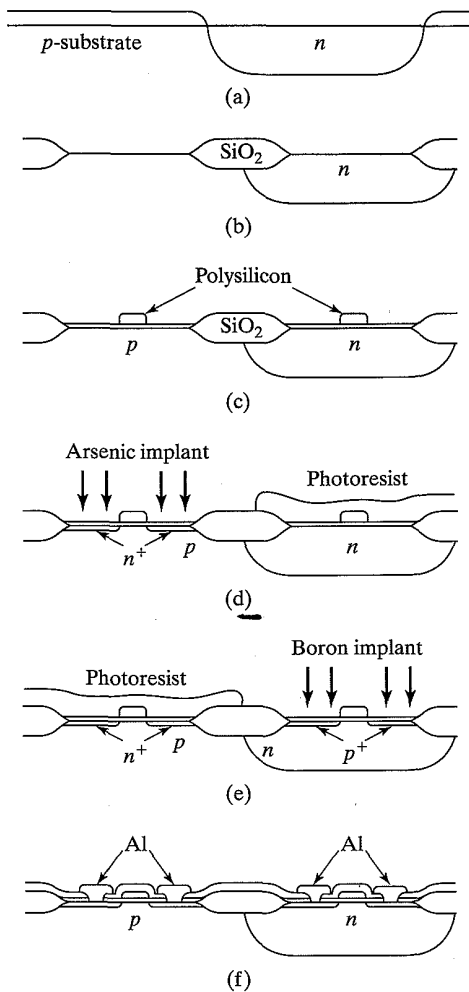 p-substrate n
(a)
SiO2
n
(b)
Polysilicon
SiO2
p n
(c)
Arsenic implant
Photoresist
n+ p n
(d)
Boron implant
Photoresist
n+ p n p+
(e)
Al Al
p n
(f)